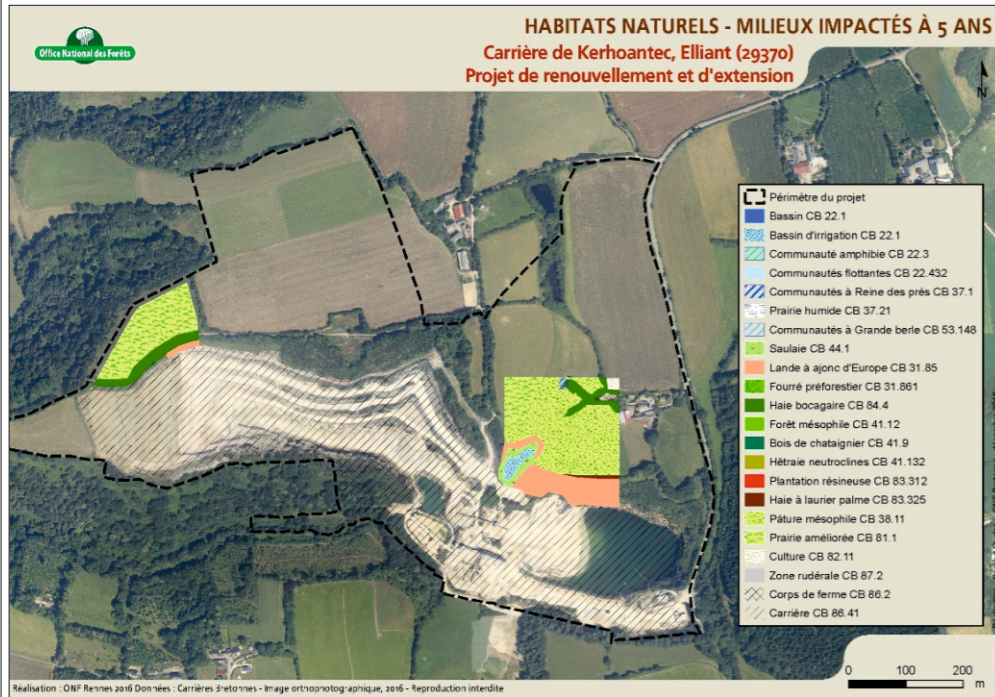 HABITATS NATURELS - MILIEUX IMPACTÉS À 5 ANS
Office National des Forêts
Carrière de Kerhoantec, Elliant (29370)
Projet de renouvellement et d'extension
N
Périmètre du projet
Bassin CB 22.1
Bassin d'irrigation CB 22.1
Communauté amphibie CB 22.3
Communautés flottantes CB 22.432
Communautés à Reine des prés CB 37.1
Prairie humide CB 37.21
Communautés à Grande berle CB 53.148
Saulaie CB 44.1
Lande à ajonc d'Europe CB 31.85
Fourré préforestier CB 31.861
Haie bocagaire CB 84.4
Forêt mésophile CB 41.12
Bois de chataignier CB 41.9
Hêtraie neutroclines CB 41.132
Plantation résineuse CB 83.312
Haie à laurier palme CB 83.325
Pâture mésophile CB 38.11
Prairie améliorée CB 81.1
Culture CB 82.11
Zone rudérale CB 87.2
Corps de ferme CB 86.2
Carrière CB 86.41
0 100 200
m
Réalisation : ONF Rennes 2016 Données : Carrières Bretonnes - Image orthophotographique, 2016 - Reproduction interdite